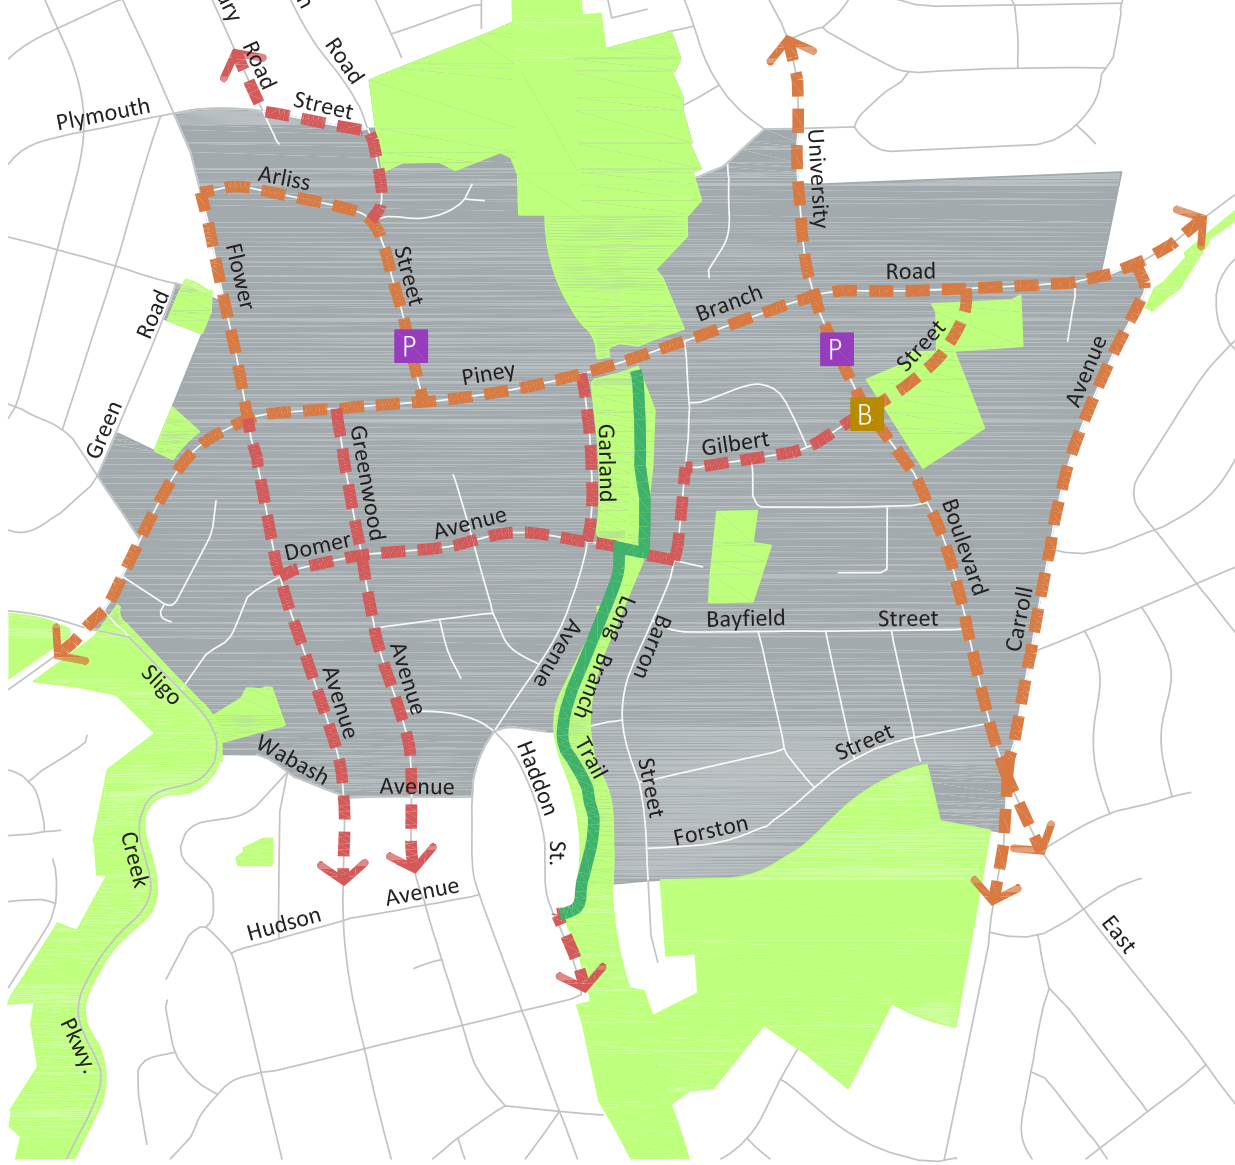 Road
Road
Plymouth
Street
Arliss
University
Flower
Street
Road
Branch
Road
Street
P
P
Piney
Avenue
B
Green
Greenwood
Garland
Gilbert
Domer
Avenue
Boulevard
Long
Branch
Trail
Bayfield
Street
Barron
Carroll
Avenue
Avenue
Avenue
Sligo
Wabash
Avenue
Street
Street
Haddon
St.
Forston
Creek
Hudson
Avenue
East
Pkwy.